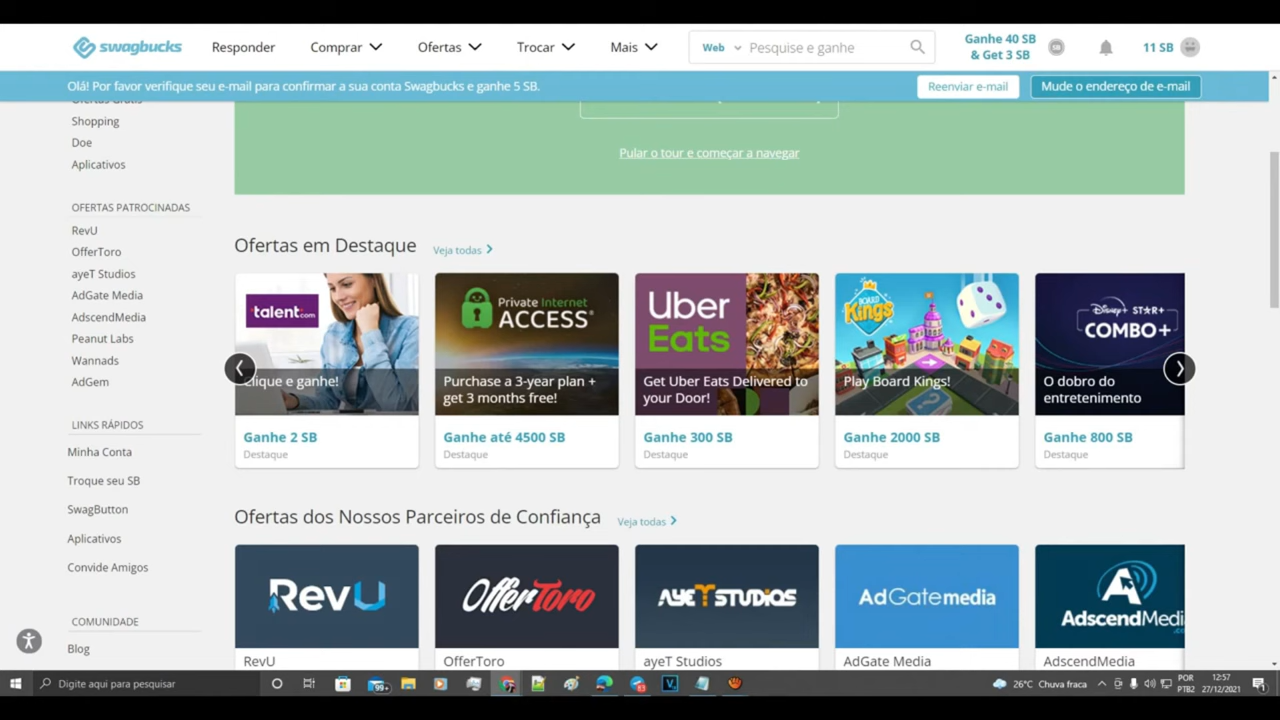 swagbucks
Responder
Comprar
Ofertas
Trocar
Mais
Web
Pesquise e ganhe
Ganhe 40 SB
& Get 3 SB
SB
11 SB
Olá! Por favor verifique seu e-mail para confirmar a sua conta Swagbucks e ganhe 5 SB.
Reenviar e-mail
Mude o endereço de e-mail
Ofertas Grátis
Shopping
Doe
Aplicativos
OFERTAS PATROCINADAS
RevU
OfferToro
ayeT Studios
AdGate Media
AdscendMedia
Peanut Labs
Wannads
AdGem
LINKS RÁPIDOS
Minha Conta
Troque seu SB
SwagButton
Aplicativos
Convide Amigos
COMUNIDADE
Blog
Pular o tour e começar a navegar
Ofertas em Destaque
Veja todas
talent.com
Clique e ganhe!
Ganhe 2 SB
Destaque
Private Internet
ACCESS®
Purchase a 3-year plan +
get 3 months free!
Ganhe até 4500 SB
Destaque
Uber
Eats
Get Uber Eats Delivered to
your Door!
Ganhe 300 SB
Destaque
BOARD
Kings
Play Board Kings!
Ganhe 2000 SB
Destaque
Disney+ ST★R+
COMBO+
O dobro do
entretenimento
Ganhe 800 SB
Destaque
Ofertas dos Nossos Parceiros de Confiança
Veja todas
RevU
RevU
OfferToro
OfferToro
AYETSTUDIOS
ayeT Studios
AdGatemedia
AdGate Media
AdscendMedi
AdscendMedia
Digite aqui para pesquisar
99+
26°C Chuva fraca
POR
PTB2
12:57
27/12/2021